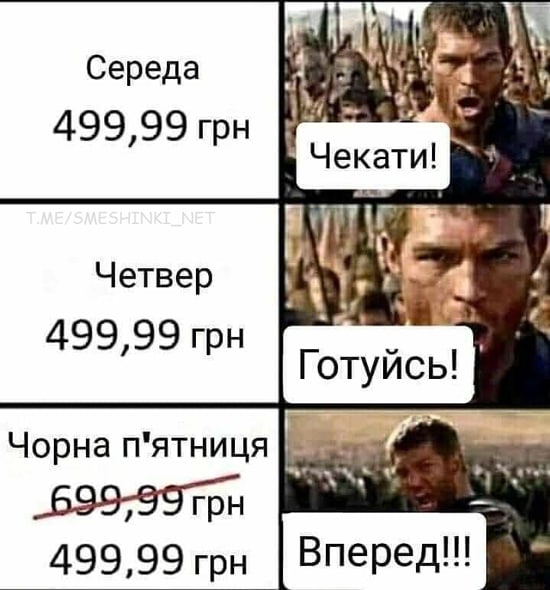 Середа
499,99 грн
Чекати!
T.ME/SMESHINKI_NET
Четвер
499,99 грн
Готуйсь!
Чорна п'ятниця
699,99 грн
499,99 грн
Вперед!!!